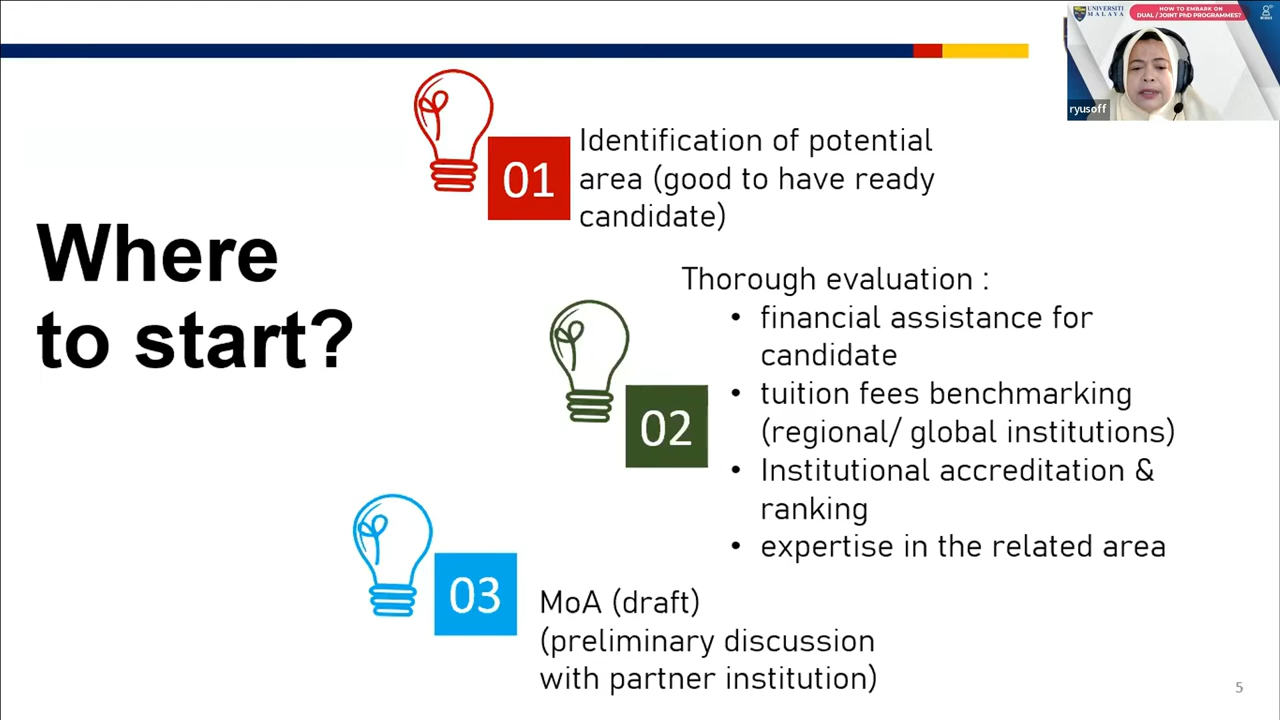 UNIVERSITI
MALAYA
HOW TO EMBARK ON
DUAL / JOINT PhD PROGRAMMES?
ryusoff
Where
to start?
01
Identification of potential
area (good to have ready
candidate)
02
Thorough evaluation :
• financial assistance for
candidate
• tuition fees benchmarking
(regional/ global institutions)
• Institutional accreditation &
ranking
• expertise in the related area
03
MoA (draft)
(preliminary discussion
with partner institution)
5